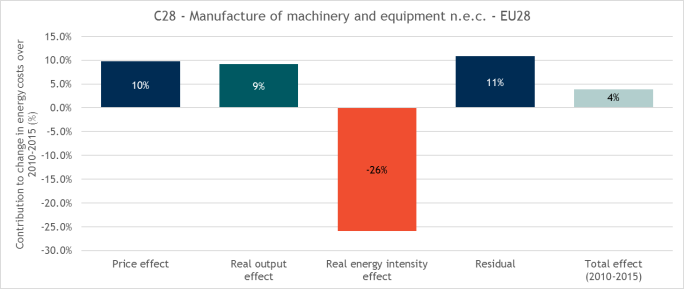 C28 - Manufacture of machinery and equipment n.e.c. - EU28
Contribution to change in energy costs over
2010-2015 (%)
15.0%
10.0%
5.0%
0.0%
-5.0%
-10.0%
-15.0%
-20.0%
-25.0%
-30.0%
10%
9%
-26%
11%
4%
Price effect
Real output
effect
Real energy intensity
effect
Residual
Total effect
(2010-2015)